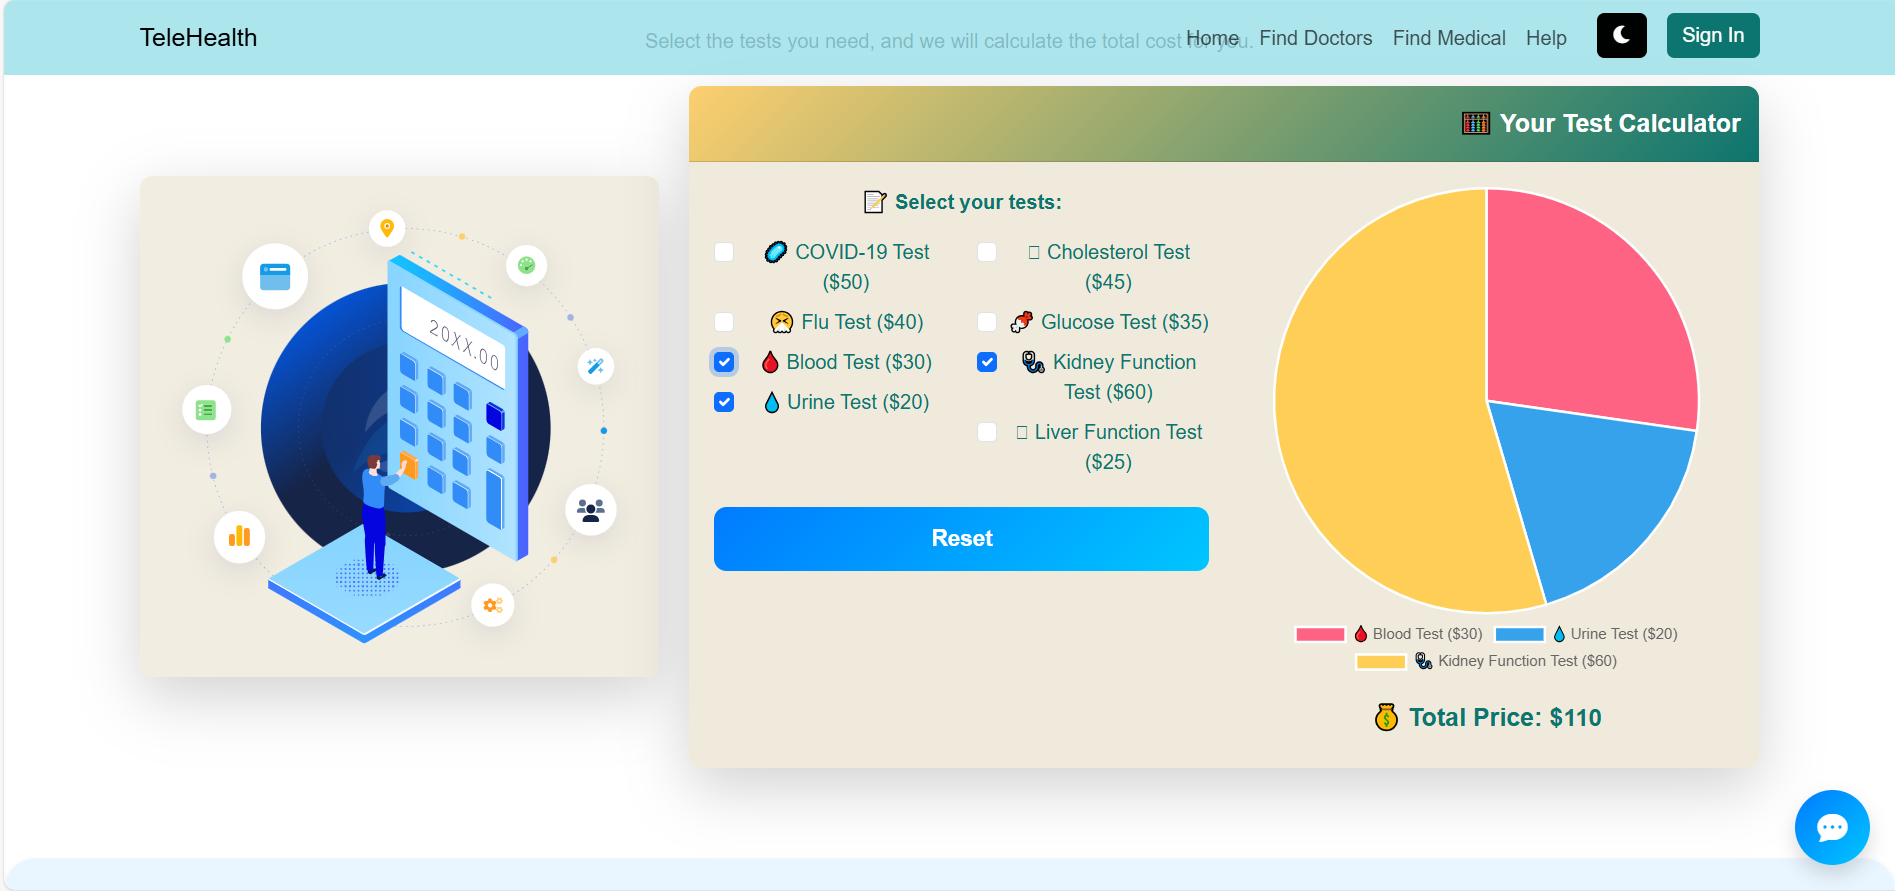 TeleHealth
Select the tests you need, and we will calculate the total cost for you.
Home Find Doctors Find Medical Help Sign In
Your Test Calculator
20XX.00
Select your tests:
COVID-19 Test
($50)
Flu Test ($40)
Blood Test ($30)
Urine Test ($20)
Cholesterol Test
($45)
Glucose Test ($35)
Kidney Function
Test ($60)
Liver Function Test
($25)
Reset
Blood Test ($30) Urine Test ($20)
Kidney Function Test ($60)
Total Price: $110